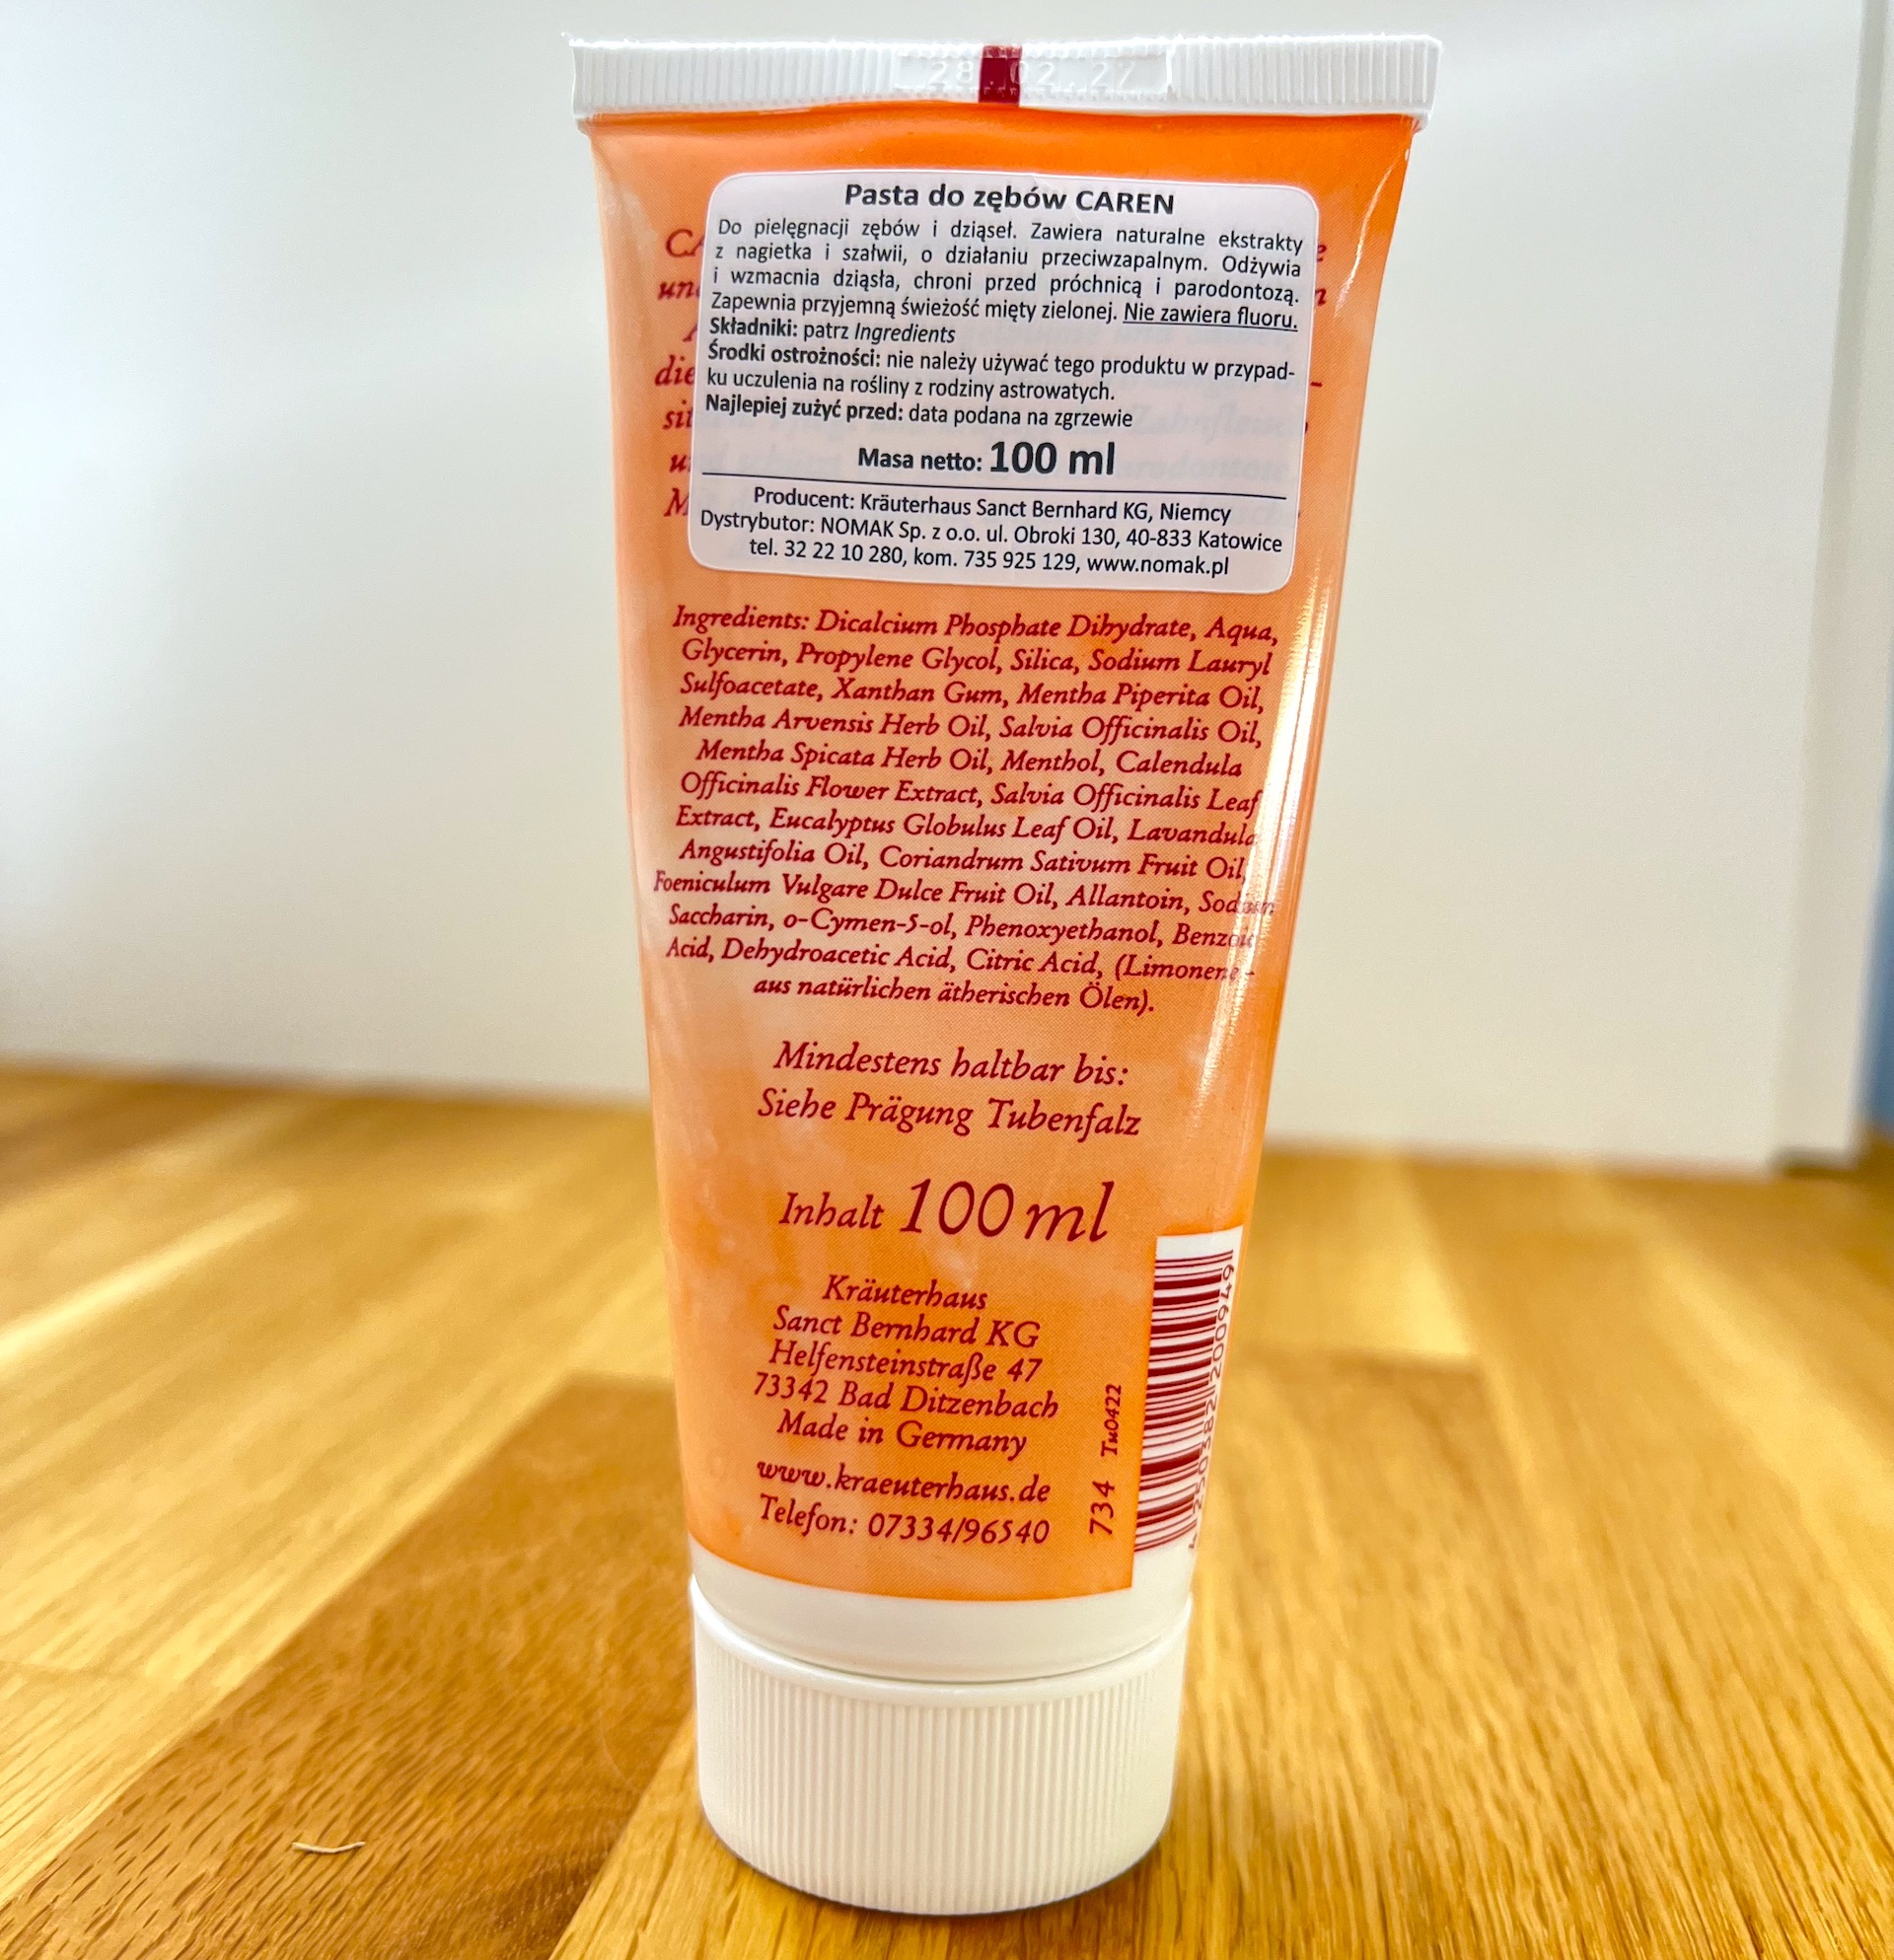 28.02.27
Pasta do zębów CAREN
Do pielęgnacji zębów i dziąseł. Zawiera naturalne ekstrakty
z nagietka i szałwii, o działaniu przeciwzapalnym. Odżywia
i wzmacnia dziąsła, chroni przed próchnicą i parodontozą.
Zapewnia przyjemną świeżość mięty zielonej. Nie zawiera fluoru.
Składniki: patrz Ingredients
Środki ostrożności: nie należy używać tego produktu w przypad-
ku uczulenia na rośliny z rodziny astrowatych.
Najlepiej zużyć przed: data podana na zgrzewie
Masa netto: 100 ml
Producent: Kräuterhaus Sanct Bernhard KG, Niemcy
Dystrybutor: NOMAK Sp. z o.o. ul. Obroki 130, 40-833 Katowice
tel. 32 22 10 280, kom. 735 925 129, www.nomak.pl
Ingredients: Dicalcium Phosphate Dihydrate, Aqua,
Glycerin, Propylene Glycol, Silica, Sodium Lauryl
Sulfoacetate, Xanthan Gum, Mentha Piperita Oil,
Mentha Arvensis Herb Oil, Salvia Officinalis Oil,
Mentha Spicata Herb Oil, Menthol, Calendula
Officinalis Flower Extract, Salvia Officinalis Leaf
Extract, Eucalyptus Globulus Leaf Oil, Lavandula
Angustifolia Oil, Coriandrum Sativum Fruit Oil,
Foeniculum Vulgare Dulce Fruit Oil, Allantoin, Sodium
Saccharin, o-Cymen-5-ol, Phenoxyethanol, Benzoic
Acid, Dehydroacetic Acid, Citric Acid, (Limonene -
aus natürlichen ätherischen Ölen).
Mindestens haltbar bis:
Siehe Prägung Tubenfalz
Inhalt 100 ml
Kräuterhaus
Sanct Bernhard KG
Helfensteinstraße 47
73342 Bad Ditzenbach
Made in Germany
www.kraeuterhaus.de
Telefon: 07334/96540
734 Tu0422